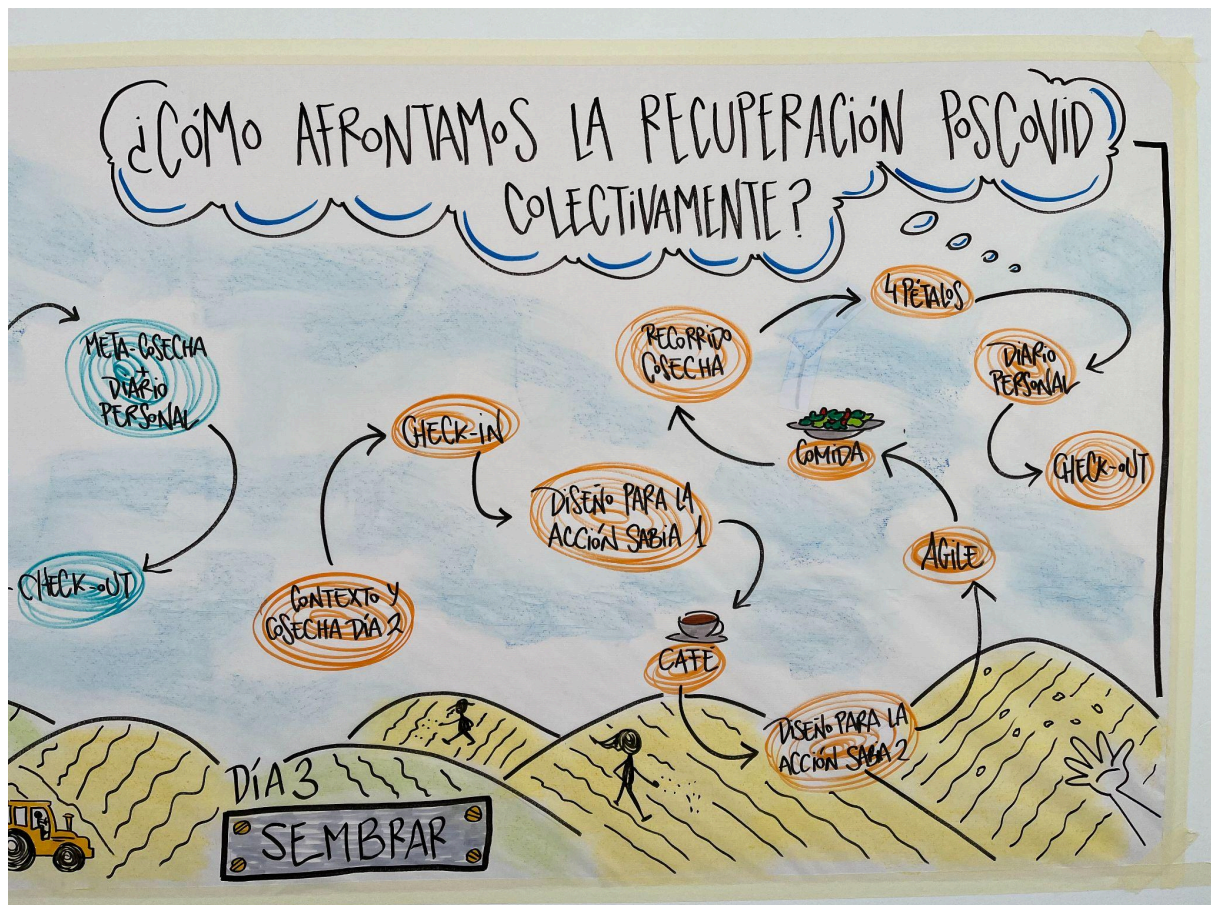 ¿CÓMO AFRONTAMOS LA RECUPERACIÓN POSCOVID
COLECTIVAMENTE?
META-COSECHA
+
DIARIO
PERSONAL
CHECK-OUT
CONTEXTO Y
COSECHA DÍA 2
CHECK-IN
DISEÑO PARA LA
ACCIÓN SABIA 1
CAFÉ
DISEÑO PARA LA
ACCIÓN SABIA 2
AGILE
COMIDA
RECORRIDO
COSECHA
4 PÉTALOS
DIARIO
PERSONAL
CHECK-OUT
DÍA 3
SEMBRAR